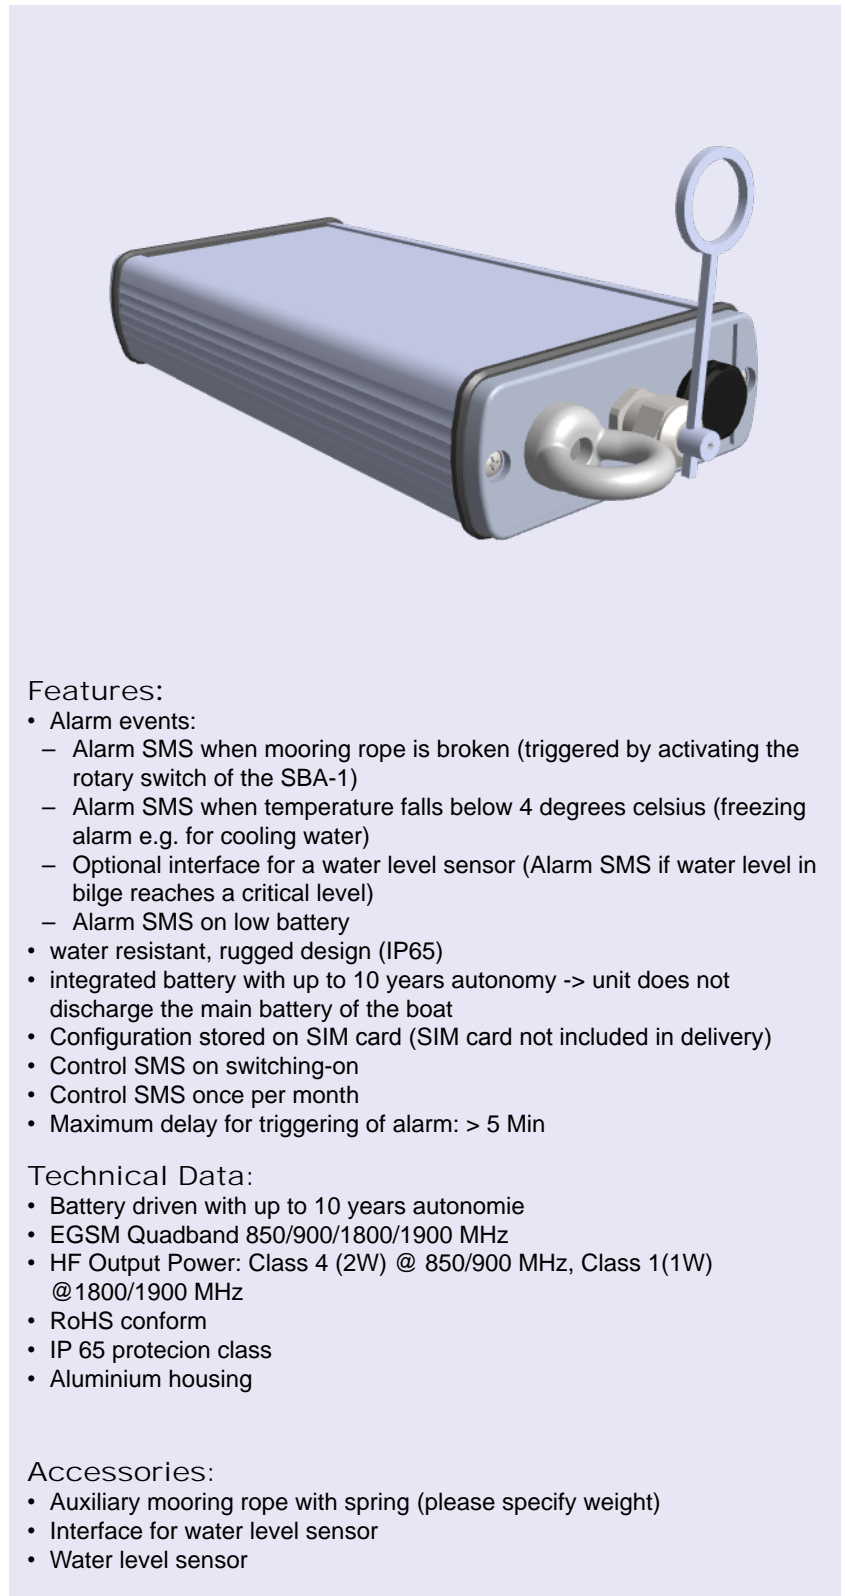 Features:
• Alarm events:
– Alarm SMS when mooring rope is broken (triggered by activating the
rotary switch of the SBA-1)
– Alarm SMS when temperature falls below 4 degrees celsius (freezing
alarm e.g. for cooling water)
– Optional interface for a water level sensor (Alarm SMS if water level in
bilge reaches a critical level)
– Alarm SMS on low battery
• water resistant, rugged design (IP65)
• integrated battery with up to 10 years autonomy -> unit does not
discharge the main battery of the boat
• Configuration stored on SIM card (SIM card not included in delivery)
• Control SMS on switching-on
• Control SMS once per month
• Maximum delay for triggering of alarm: > 5 Min
Technical Data:
• Battery driven with up to 10 years autonomie
• EGSM Quadband 850/900/1800/1900 MHz
• HF Output Power: Class 4 (2W) @ 850/900 MHz, Class 1(1W)
@1800/1900 MHz
• RoHS conform
• IP 65 protecion class
• Aluminium housing
Accessories:
• Auxiliary mooring rope with spring (please specify weight)
• Interface for water level sensor
• Water level sensor